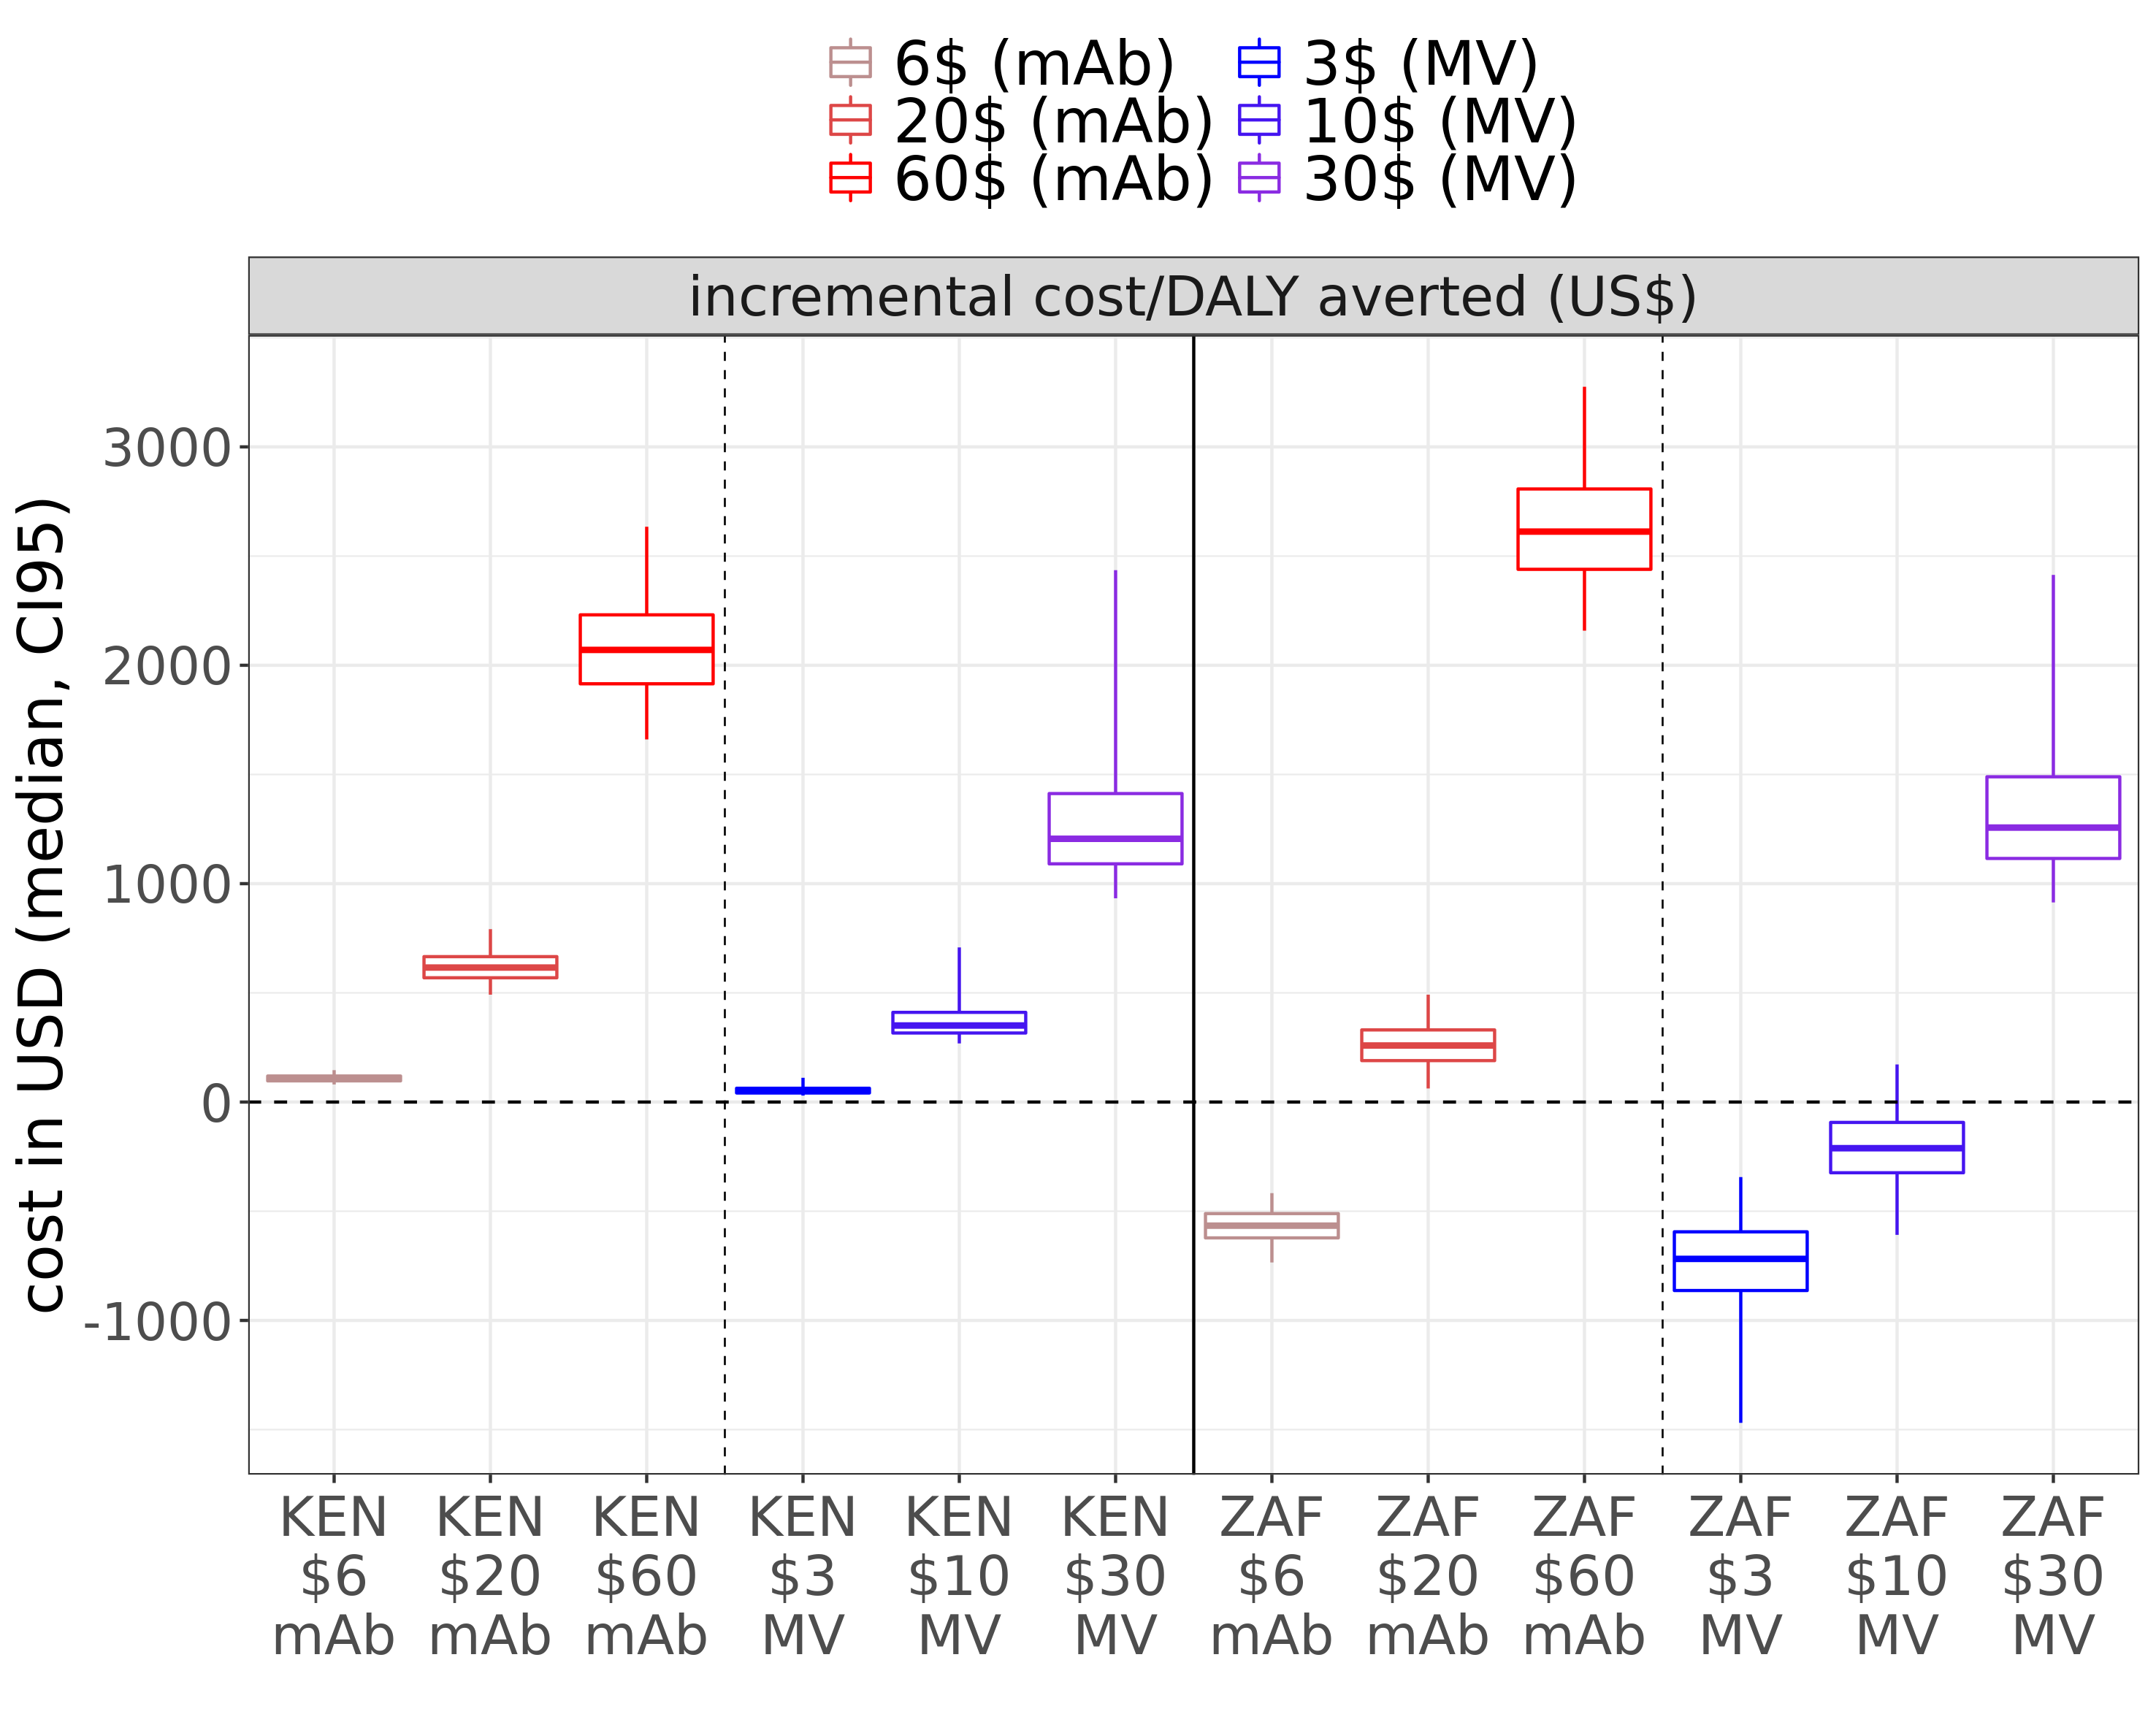 6$ (mAb) 3$ (MV)
20$ (mAb) 10$ (MV)
60$ (mAb) 30$ (MV)
incremental cost/DALY averted (US$)
cost in USD (median, CI95)
3000
2000
1000
0
-1000
KEN KEN KEN KEN KEN KEN ZAF ZAF ZAF ZAF ZAF ZAF
$6 $20 $60 $3 $10 $30 $6 $20 $60 $3 $10 $30
mAb mAb mAb MV MV MV mAb mAb mAb MV MV MV